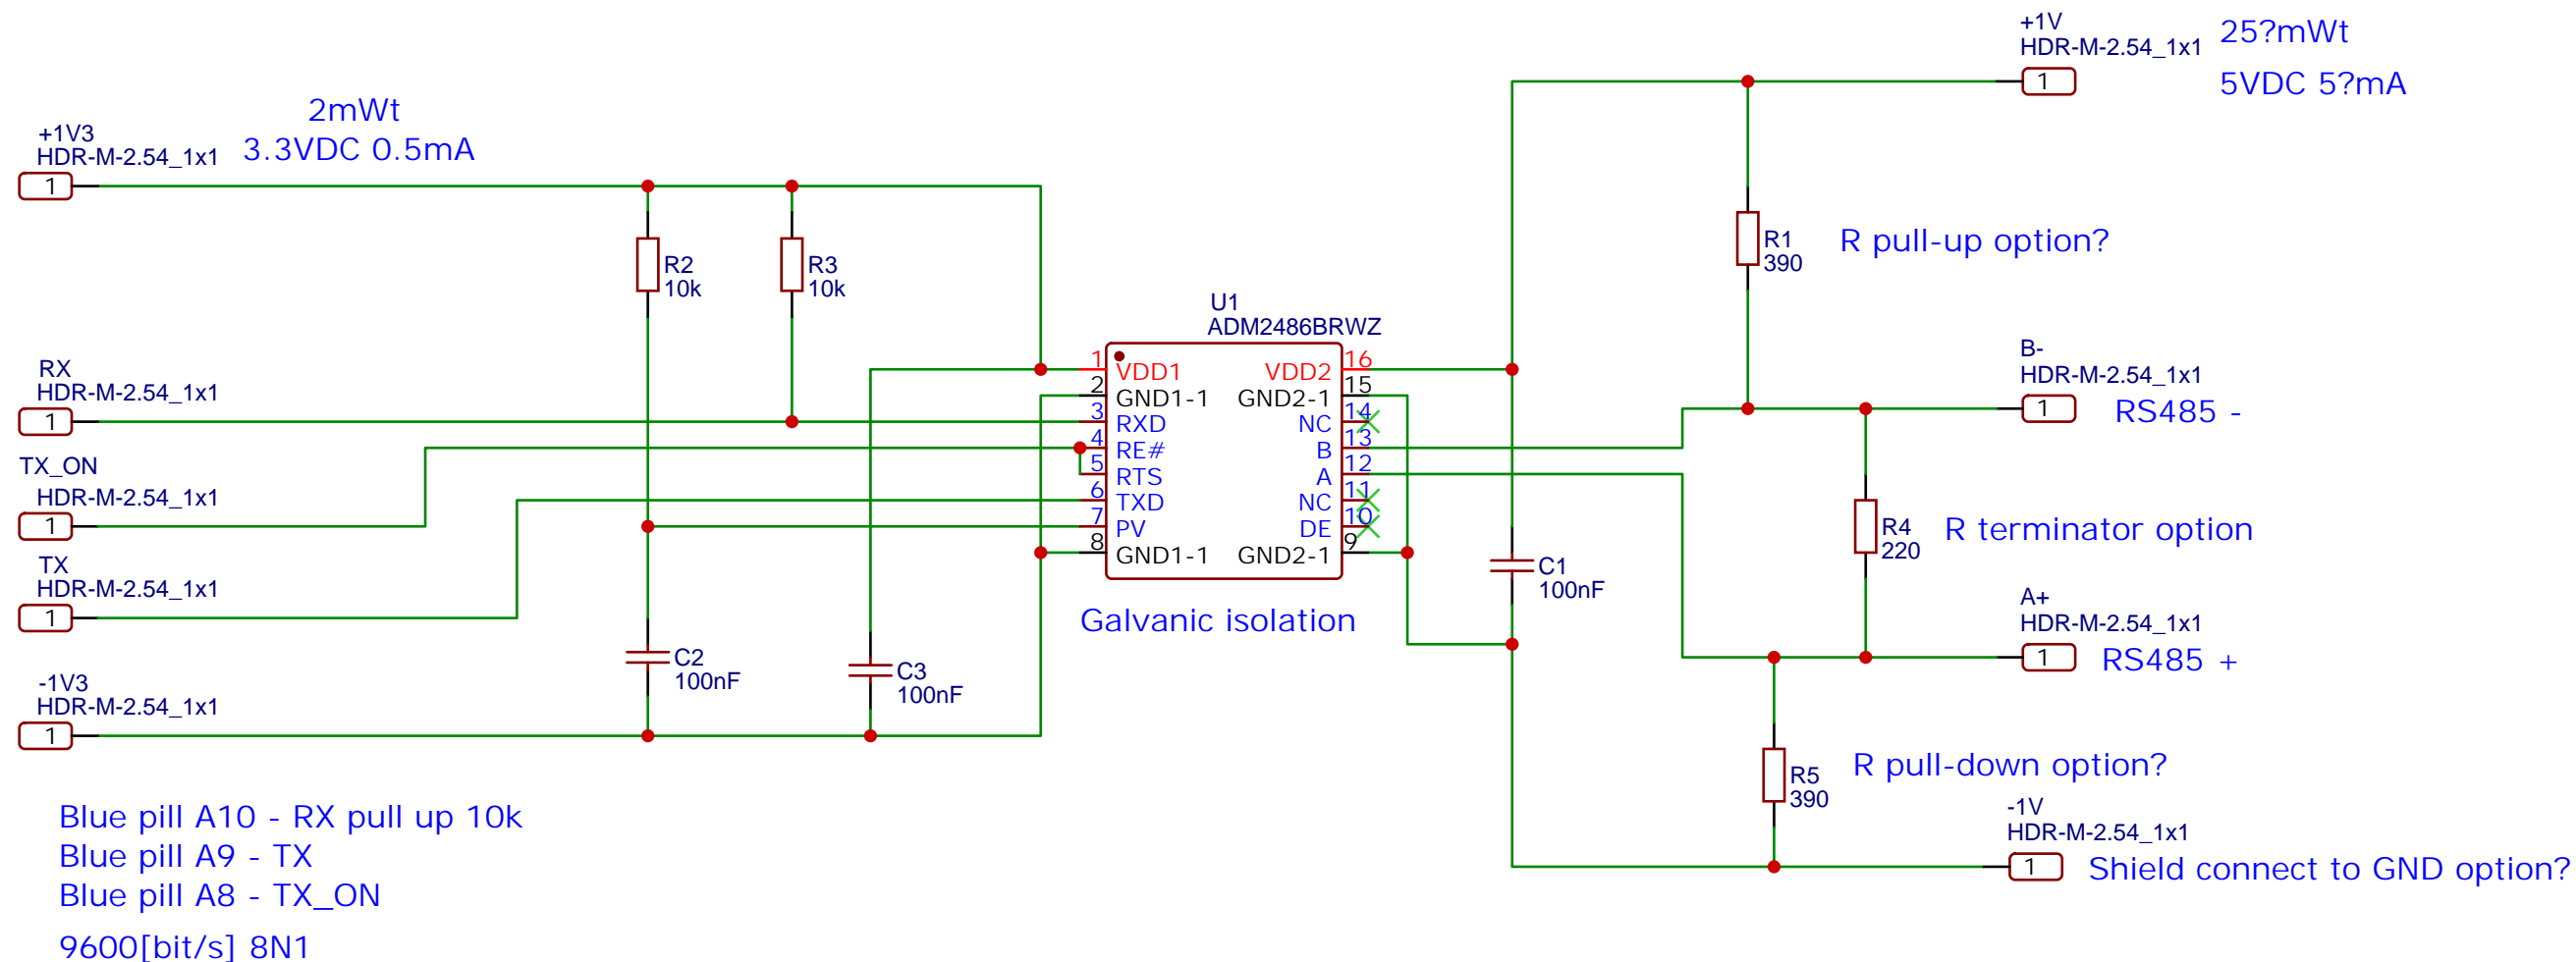 +1V
HDR-M-2.54_1x1
1
25?mWt
5VDC 5?mA
2mWt
3.3VDC 0.5mA
+1V3
HDR-M-2.54_1x1
1
R2
10k
R3
10k
R1
390
R pull-up option?
U1
ADM2486BRWZ
1 VDD1
2 GND1-1
3 RXD
4 RE#
5 RTS
6 TXD
7 PV
8 GND1-1
VDD2 16
GND2-1 15
NC 14
B 13
A 12
NC 11
DE 10
GND2-1 9
Galvanic isolation
RX
HDR-M-2.54_1x1
1
TX_ON
HDR-M-2.54_1x1
1
TX
HDR-M-2.54_1x1
1
-1V3
HDR-M-2.54_1x1
1
C2
100nF
C3
100nF
C1
100nF
B-
HDR-M-2.54_1x1
1
RS485 -
R4
220
R terminator option
A+
HDR-M-2.54_1x1
1
RS485 +
R5
390
R pull-down option?
-1V
HDR-M-2.54_1x1
1
Shield connect to GND option?
Blue pill A10 - RX pull up 10k
Blue pill A9 - TX
Blue pill A8 - TX_ON
9600[bit/s] 8N1